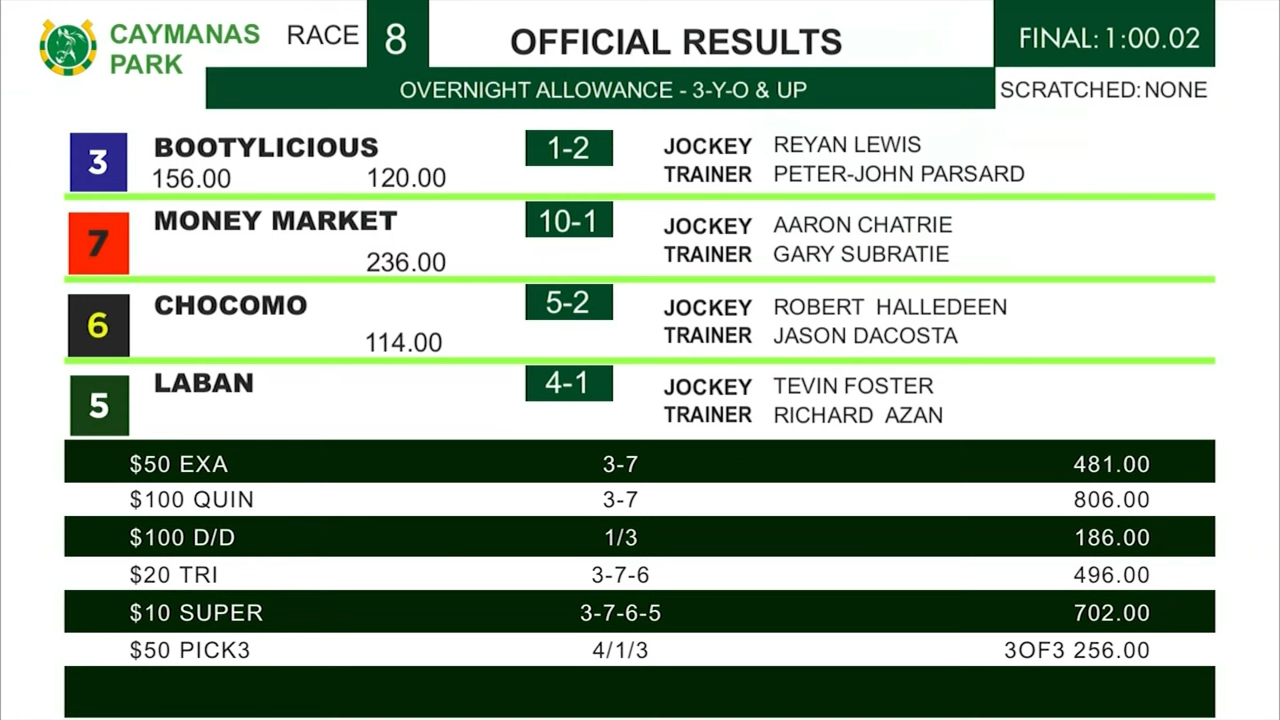 CAYMANAS PARK
RACE 8
OFFICIAL RESULTS
FINAL: 1:00.02
OVERNIGHT ALLOWANCE - 3-Y-O & UP
SCRATCHED: NONE
3 BOOTYLICIOUS 1-2 JOCKEY REYAN LEWIS
156.00 120.00 TRAINER PETER-JOHN PARSARD
7 MONEY MARKET 10-1 JOCKEY AARON CHATRIE
236.00 TRAINER GARY SUBRATIE
6 CHOCOMO 5-2 JOCKEY ROBERT HALLEDEEN
114.00 TRAINER JASON DACOSTA
5 LABAN 4-1 JOCKEY TEVIN FOSTER
TRAINER RICHARD AZAN
$50 EXA 3-7 481.00
$100 QUIN 3-7 806.00
$100 D/D 1/3 186.00
$20 TRI 3-7-6 496.00
$10 SUPER 3-7-6-5 702.00
$50 PICK3 4/1/3 3OF3 256.00